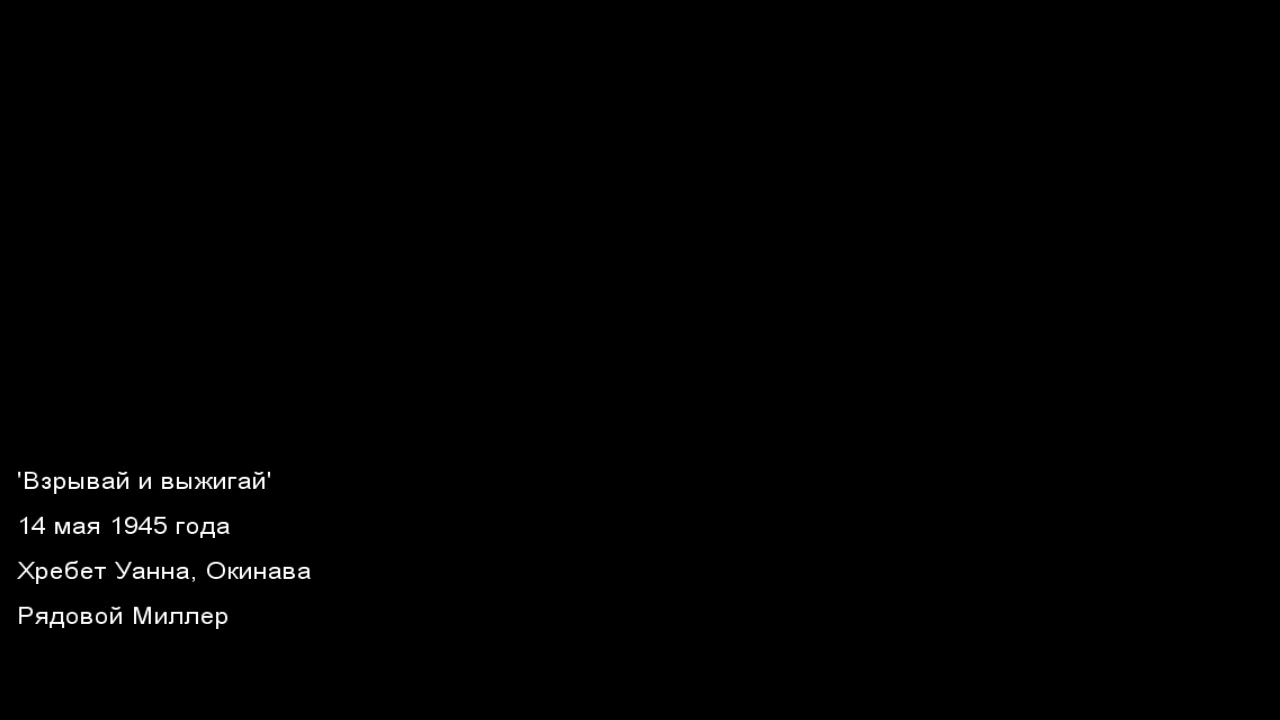 'Взрывай и выжигай'
14 мая 1945 года
Хребет Уанна, Окинава
Рядовой Миллер